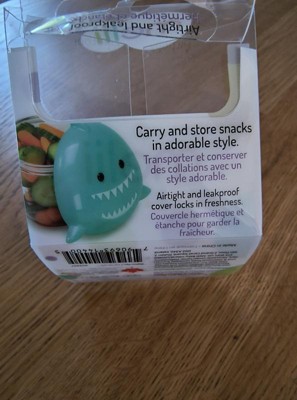 Airtight and leakproof
Hermétique et étanche
Carry and store snacks
in adorable style.
Transporter et conserver
des collations avec un
style adorable.
Airtight and leakproof
cover locks in freshness.
Couvercle hermétique et
étanche pour garder la
fraîcheur.